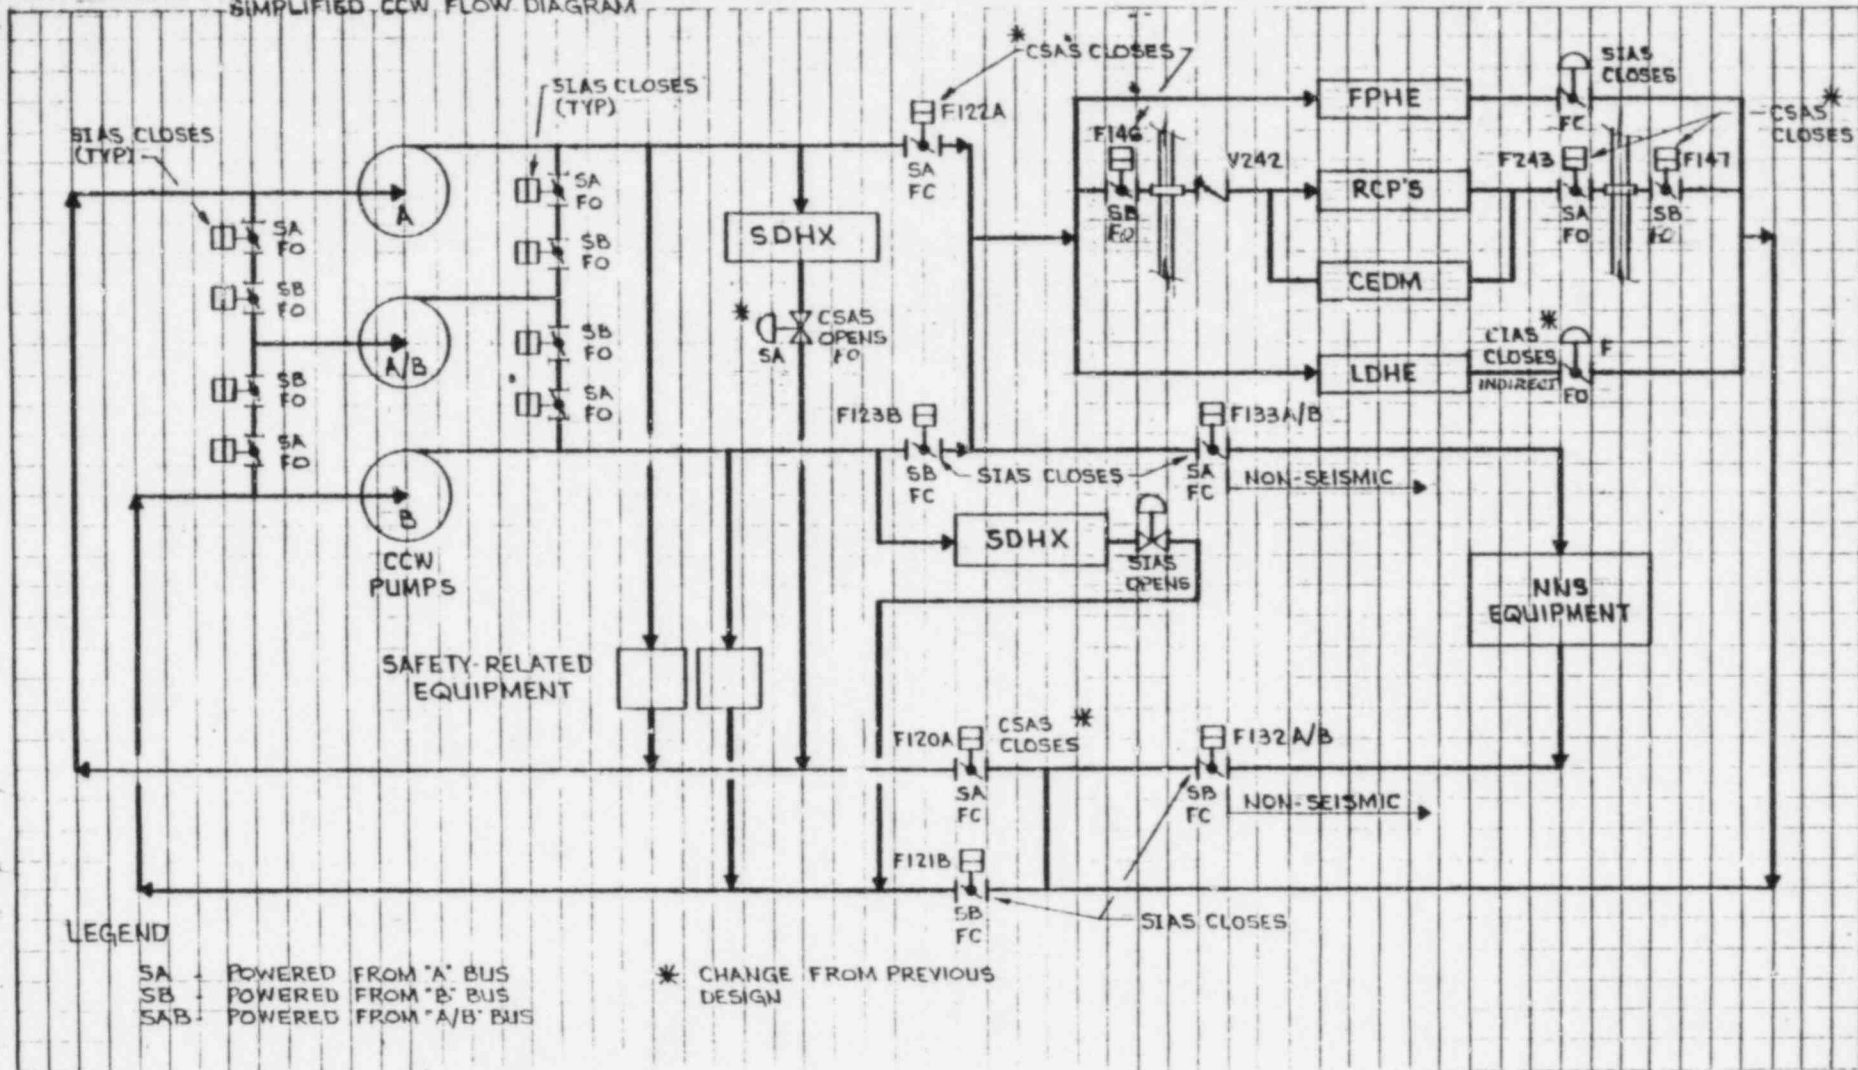 SIMPLIFIED CCW FLOW DIAGRAM
SIAS CLOSES
(TYP)
SIAS CLOSES
(TYP)
SA
FO
SB
FO
SB
FO
SA
FO
A
A/B
B
CCW
PUMPS
SA
FO
SB
FO
SB
FO
SA
FO
SDHX
*
CSAS
OPENS
FO
SA
*
CSAS CLOSES
F122A
SA
FC
F146
SB
FO
V242
FPHE
RCP'S
CEDM
LDHE
SIAS
CLOSES
FC
F243
SA
FO
F147
SB
FO
CSAS *
CLOSES
CIAS *
CLOSES
INDIRECT
F
FO
F123B
SB
FC
SIAS CLOSES
F133A/B
SA
FC
NON-SEISMIC
SDHX
SIAS
OPENS
NNS
EQUIPMENT
SAFETY-RELATED
EQUIPMENT
F120A
CSAS *
CLOSES
SA
FC
F132A/B
SB
FC
NON-SEISMIC
F121B
SB
FC
SIAS CLOSES
LEGEND
SA - POWERED FROM "A" BUS
SB - POWERED FROM "B" BUS
SAB - POWERED FROM "A/B" BUS
* CHANGE FROM PREVIOUS
DESIGN